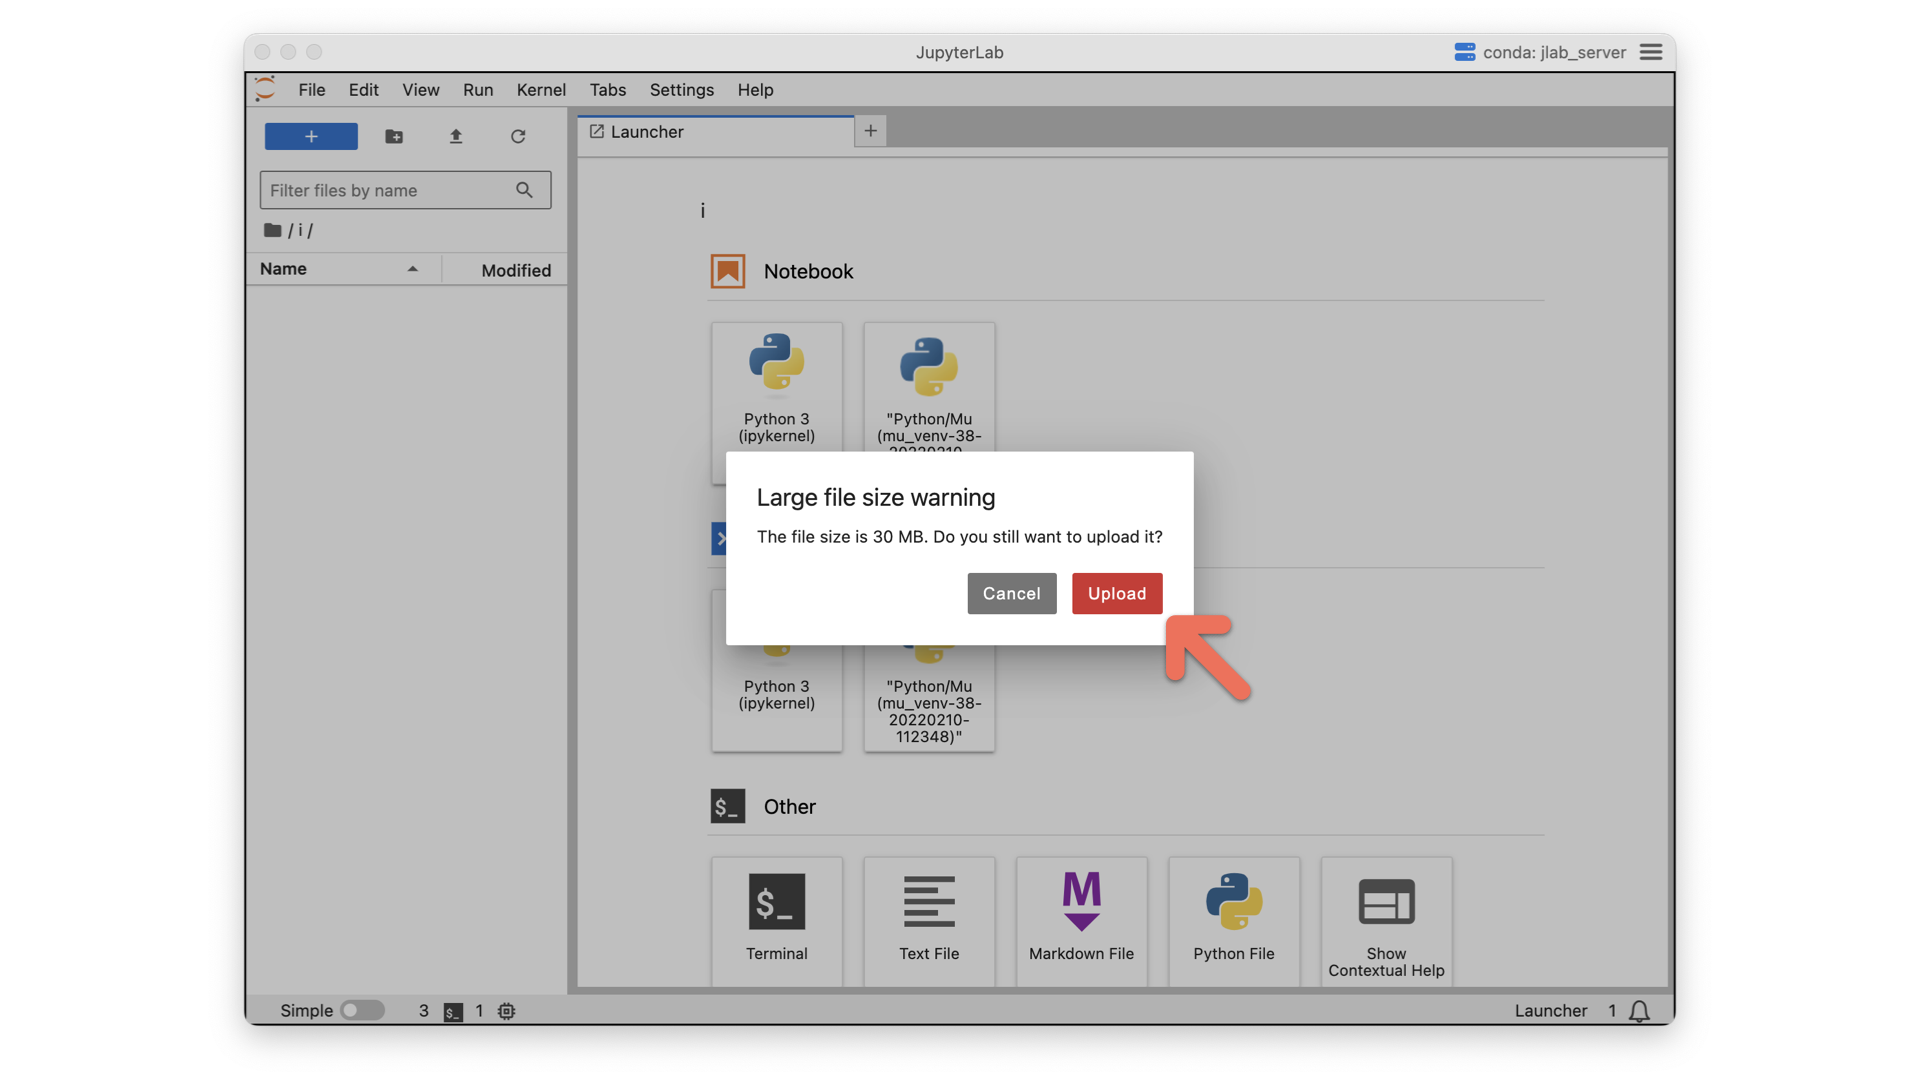 JupyterLab
conda: jlab_server
File Edit View Run Kernel Tabs Settings Help
+
Launcher
+
Filter files by name
/ i /
Name
Modified
i
Notebook
Python 3
(ipykernel)
"Python/Mu
(mu_venv-38-
20220210-
Large file size warning
The file size is 30 MB. Do you still want to upload it?
Cancel
Upload
Python 3
(ipykernel)
"Python/Mu
(mu_venv-38-
20220210-
112348)"
$_
Other
$_
Terminal
Text File
M
Markdown File
Python File
Show
Contextual Help
Simple
3
$_
1
Launcher
1